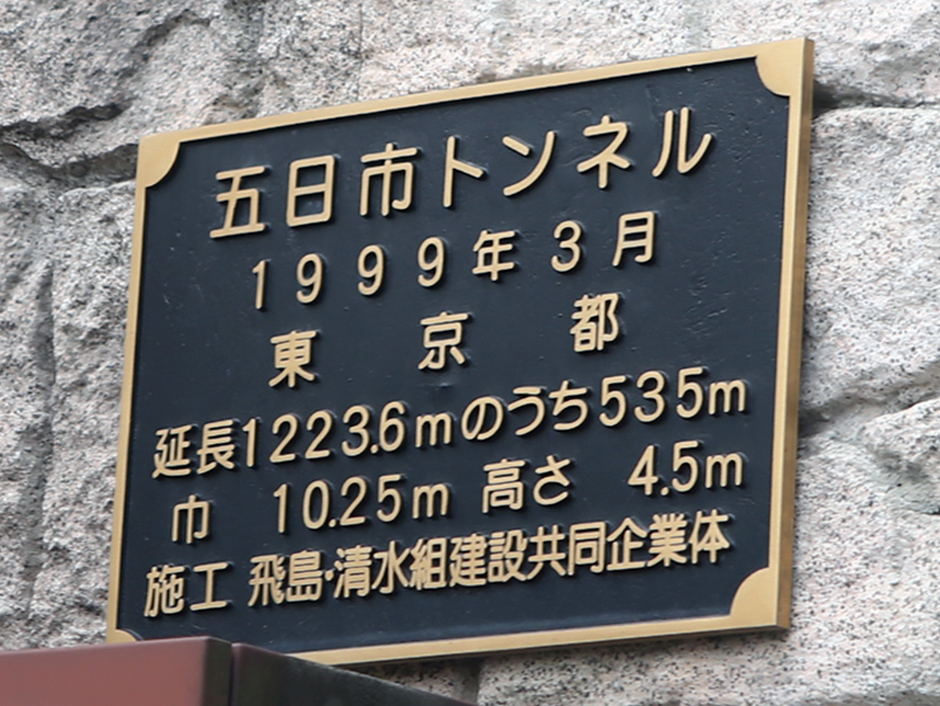 五日市トンネル
1999年3月
東京都
延長1223.6mのうち535m
巾 10.25m 高さ 4.5m
施工 飛島・清水組建設共同企業体